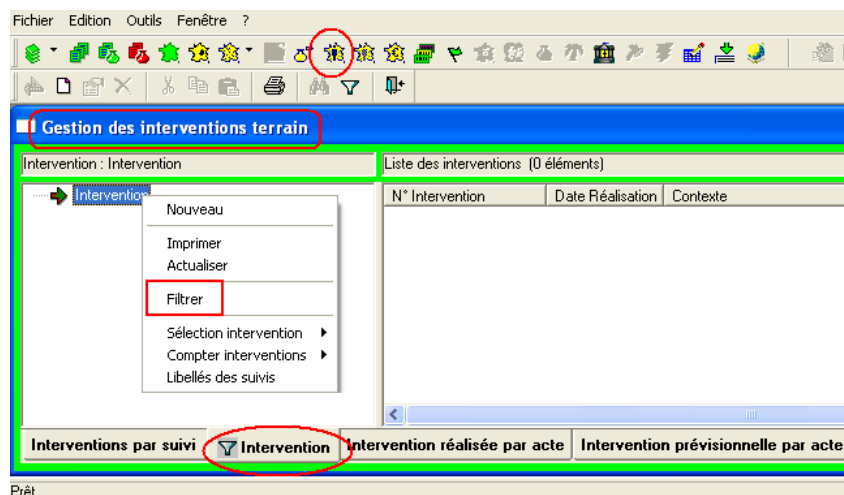 Fichier Edition Outils Fenêtre ?
Gestion des interventions terrain
Intervention : Intervention
Liste des interventions (0 éléments)
Intervention
N° Intervention Date Réalisation Contexte
Nouveau
Imprimer
Actualiser
Filtrer
Sélection intervention
Compter interventions
Libellés des suivis
Interventions par suivi Intervention Intervention réalisée par acte Intervention prévisionnelle par acte
Prêt